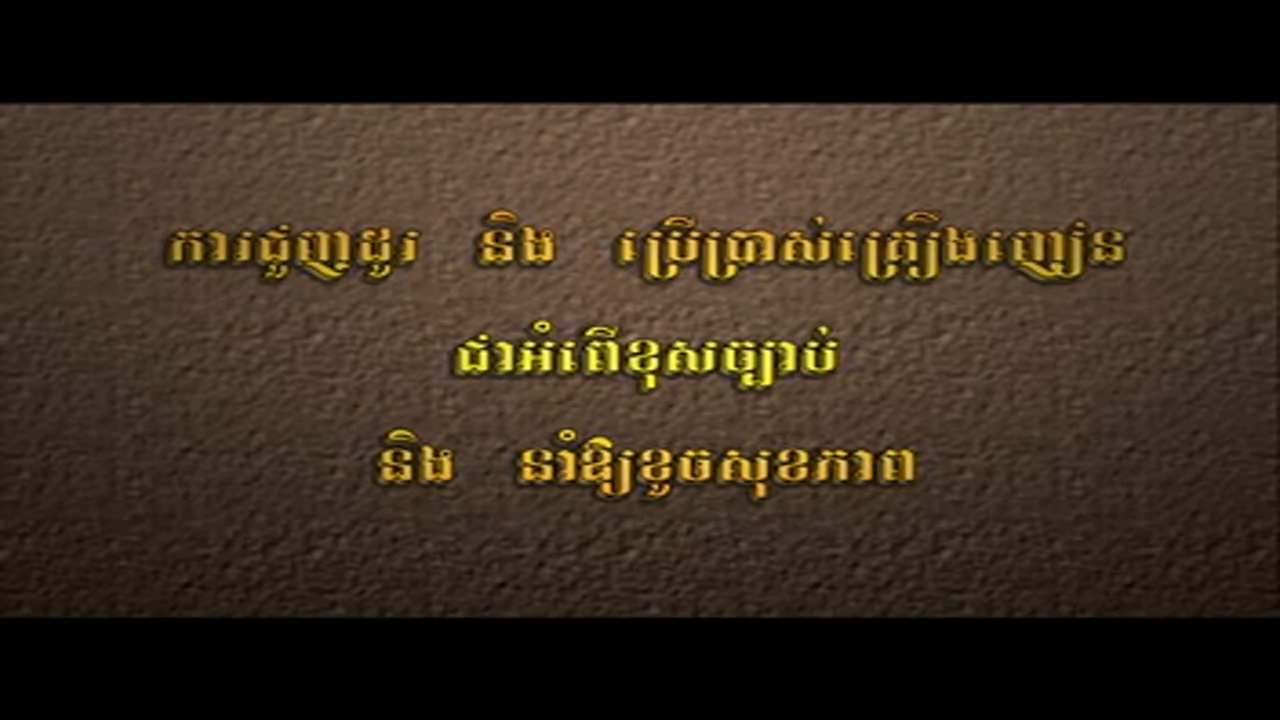 ការជួញដូរ និង ប្រើប្រាស់គ្រឿងញៀន
ជាអំពើខុសច្បាប់
និង នាំឱ្យខូចសុខភាព